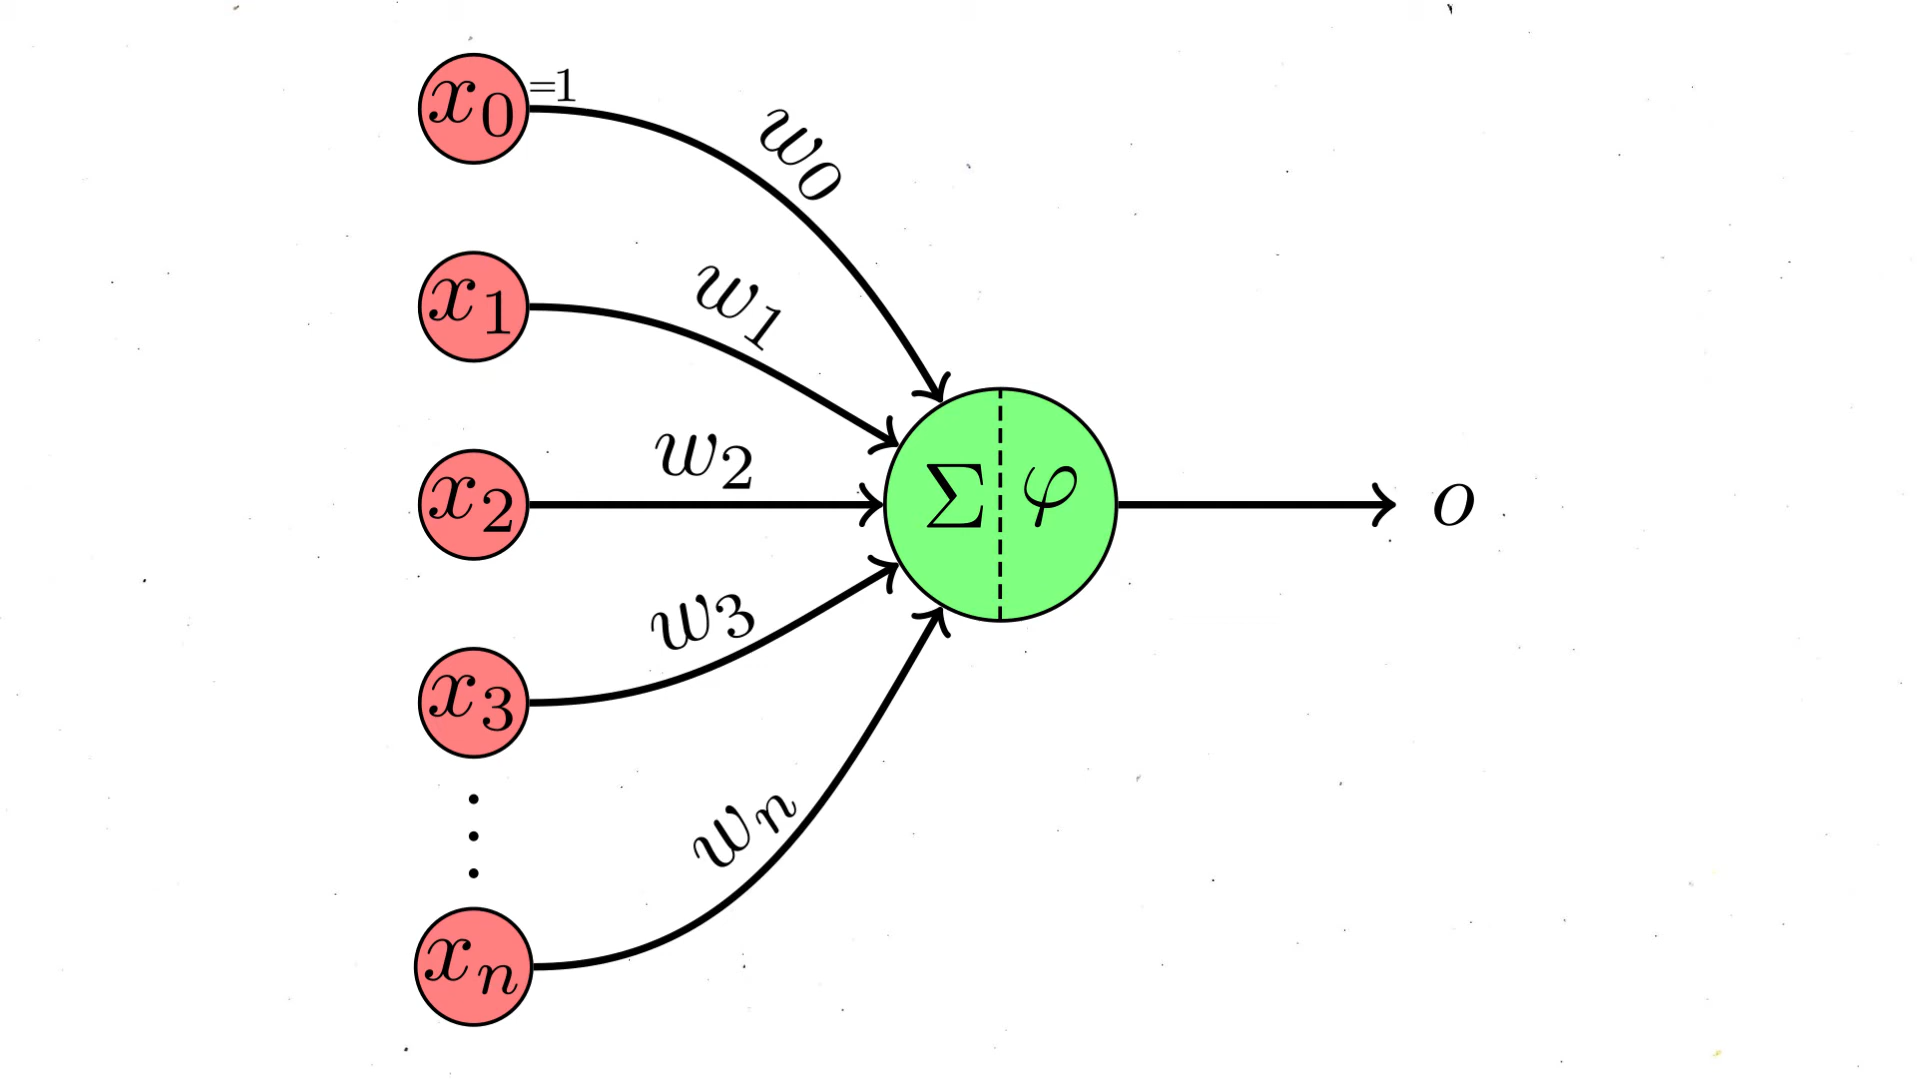 x₀ =1
w₀
x₁
w₁
x₂
w₂
Σ φ
o
x₃
w₃
xₙ
wₙ